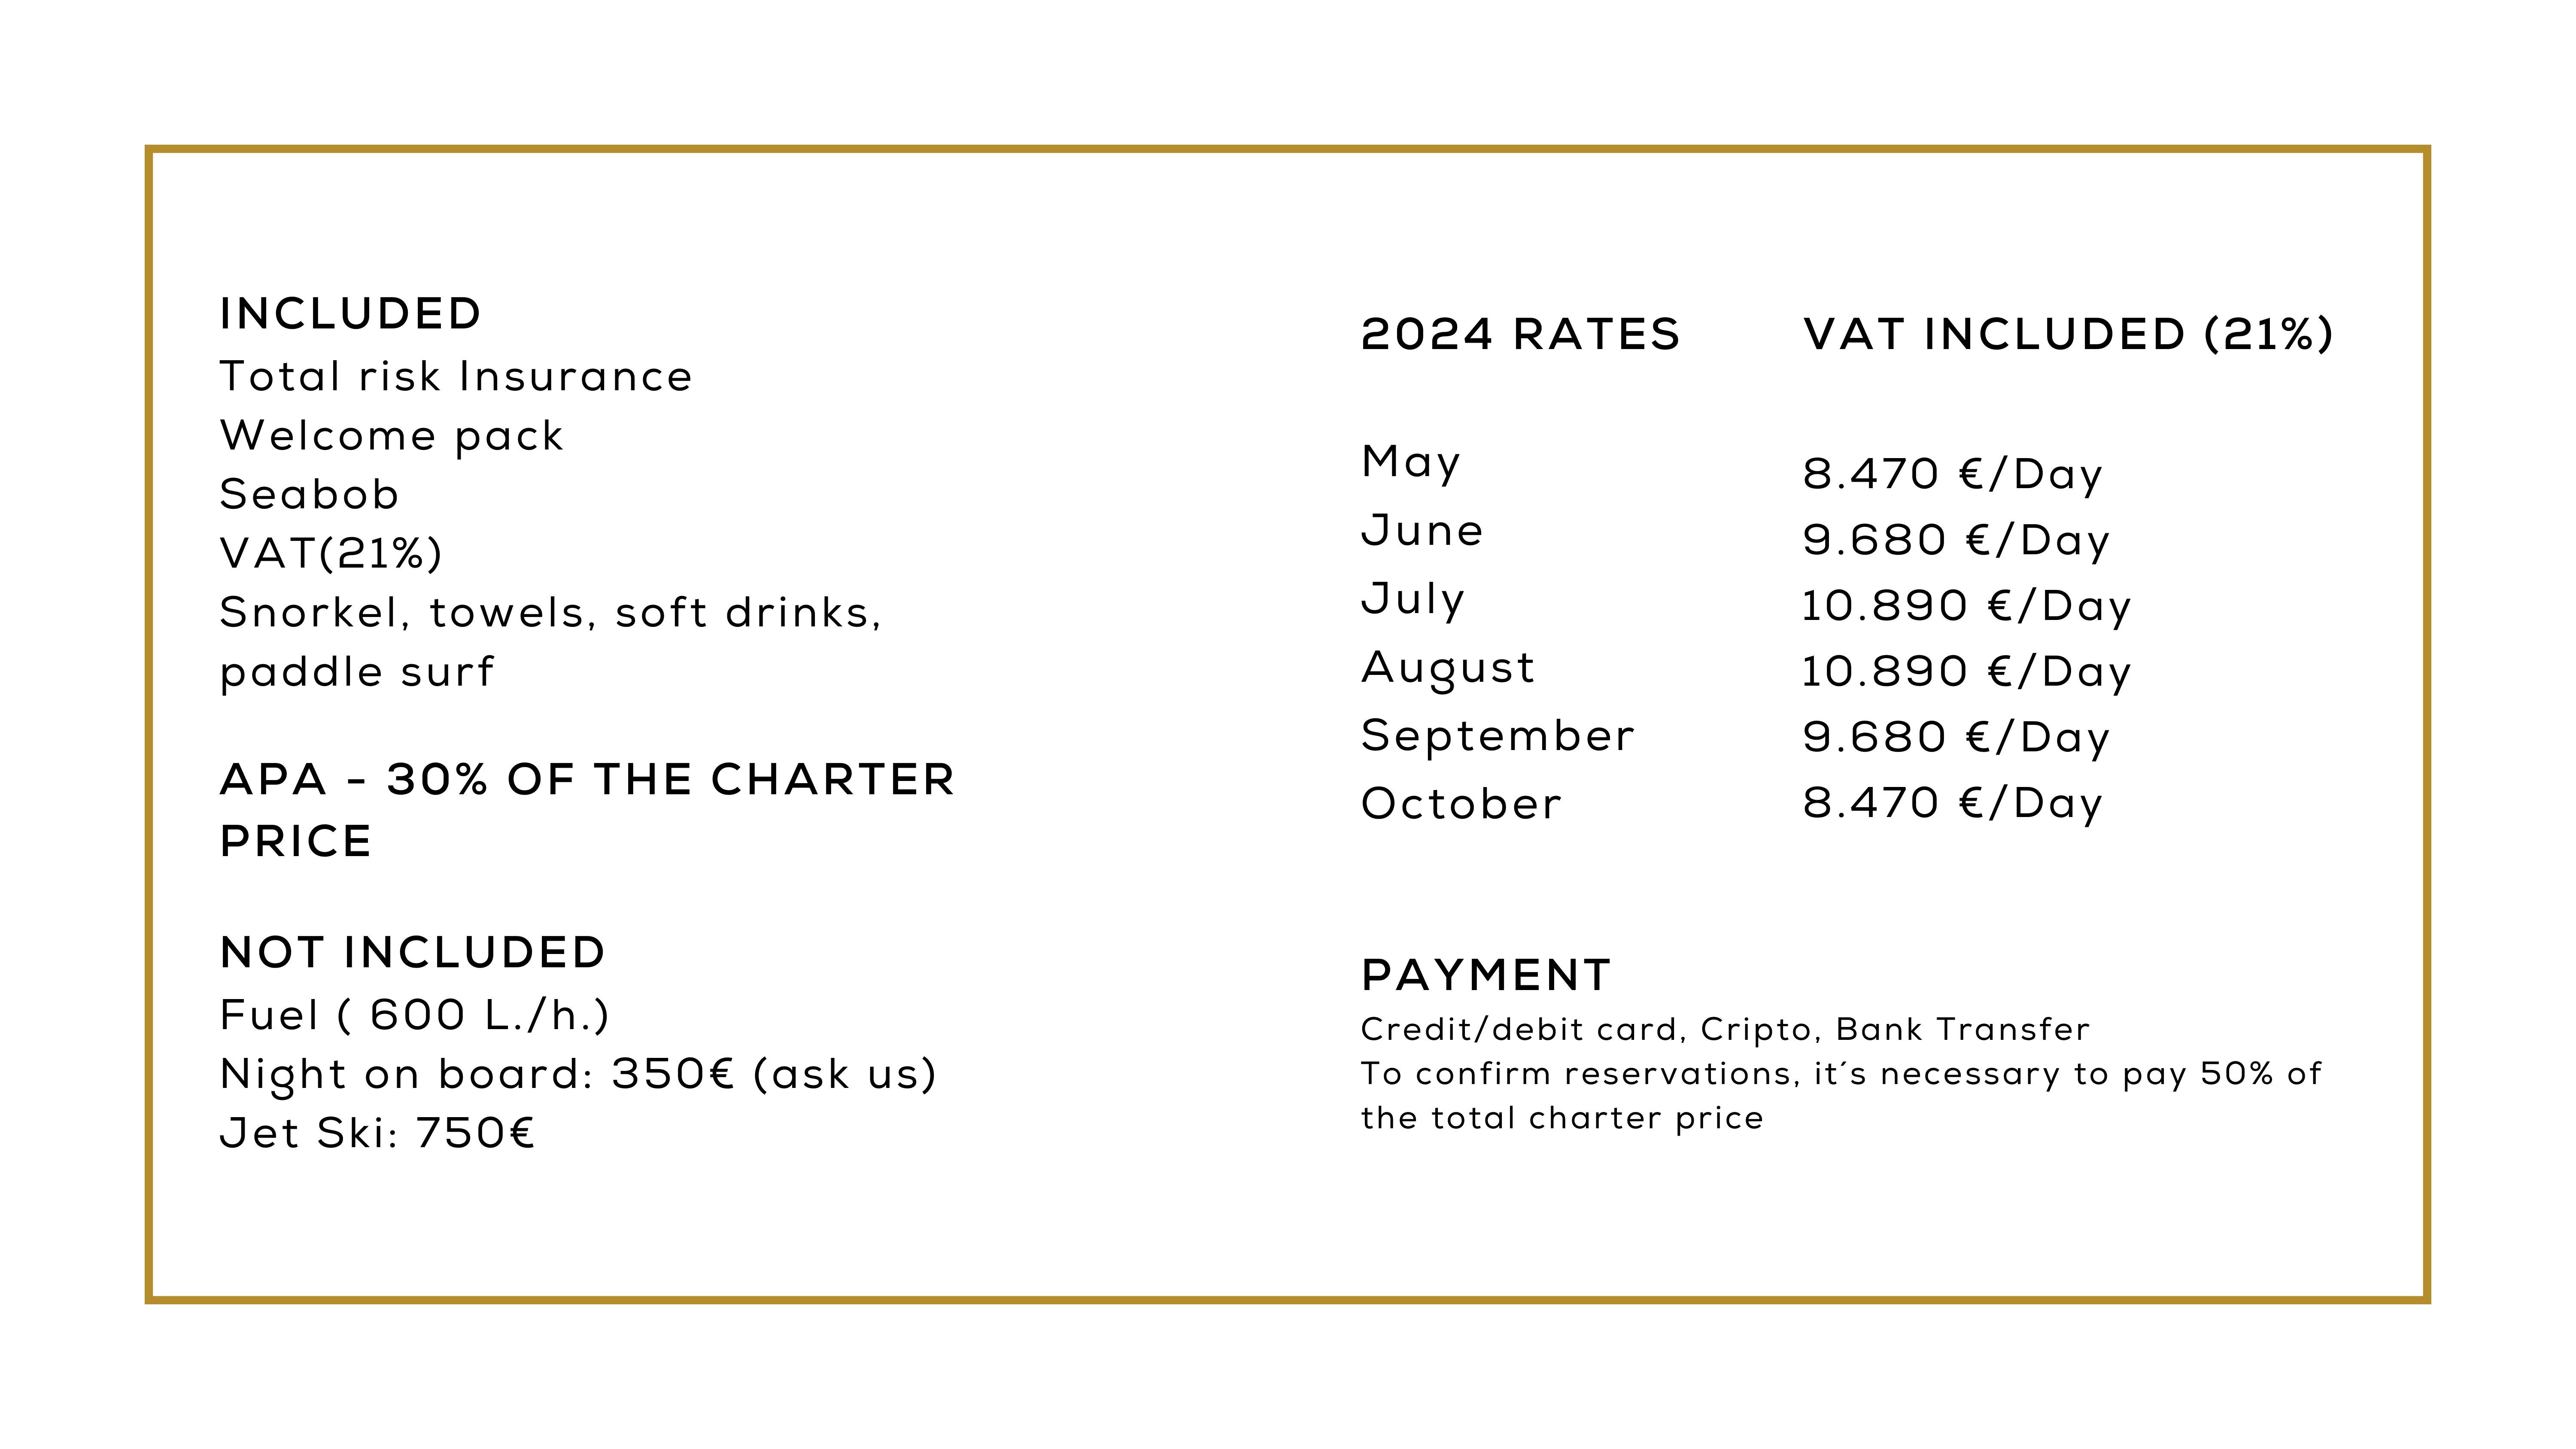 INCLUDED
Total risk Insurance
Welcome pack
Seabob
VAT(21%)
Snorkel, towels, soft drinks,
paddle surf
APA - 30% OF THE CHARTER
PRICE
NOT INCLUDED
Fuel ( 600 L./h.)
Night on board: 350€ (ask us)
Jet Ski: 750€
2024 RATES VAT INCLUDED (21%)
May 8.470 €/Day
June 9.680 €/Day
July 10.890 €/Day
August 10.890 €/Day
September 9.680 €/Day
October 8.470 €/Day
PAYMENT
Credit/debit card, Cripto, Bank Transfer
To confirm reservations, it´s necessary to pay 50% of
the total charter price